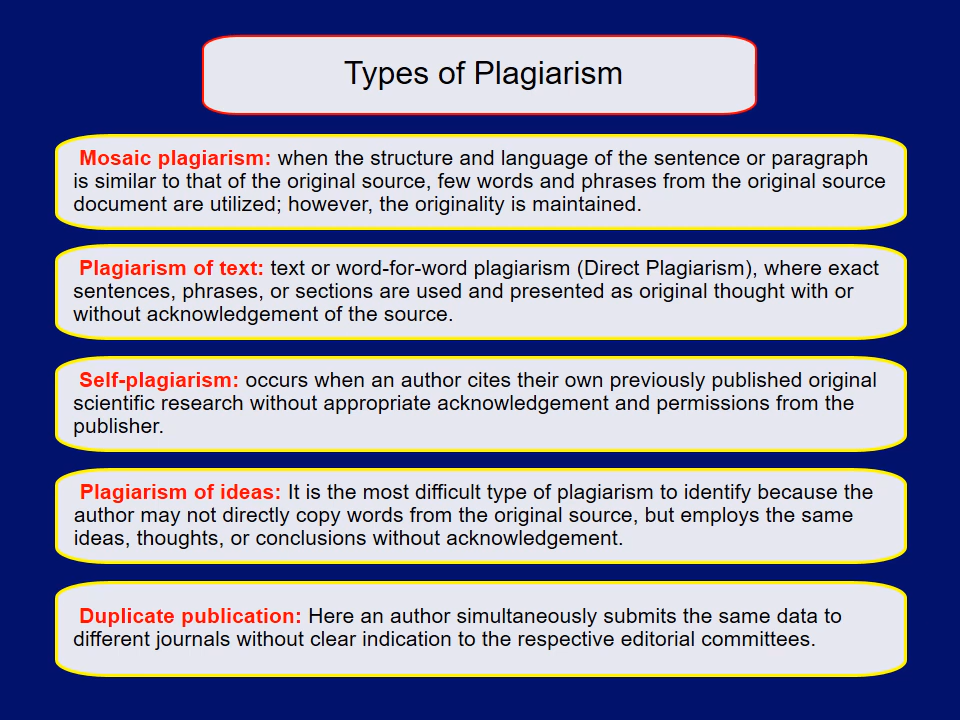 Types of Plagiarism
Mosaic plagiarism: when the structure and language of the sentence or paragraph
is similar to that of the original source, few words and phrases from the original source
document are utilized; however, the originality is maintained.
Plagiarism of text: text or word-for-word plagiarism (Direct Plagiarism), where exact
sentences, phrases, or sections are used and presented as original thought with or
without acknowledgement of the source.
Self-plagiarism: occurs when an author cites their own previously published original
scientific research without appropriate acknowledgement and permissions from the
publisher.
Plagiarism of ideas: It is the most difficult type of plagiarism to identify because the
author may not directly copy words from the original source, but employs the same
ideas, thoughts, or conclusions without acknowledgement.
Duplicate publication: Here an author simultaneously submits the same data to
different journals without clear indication to the respective editorial committees.